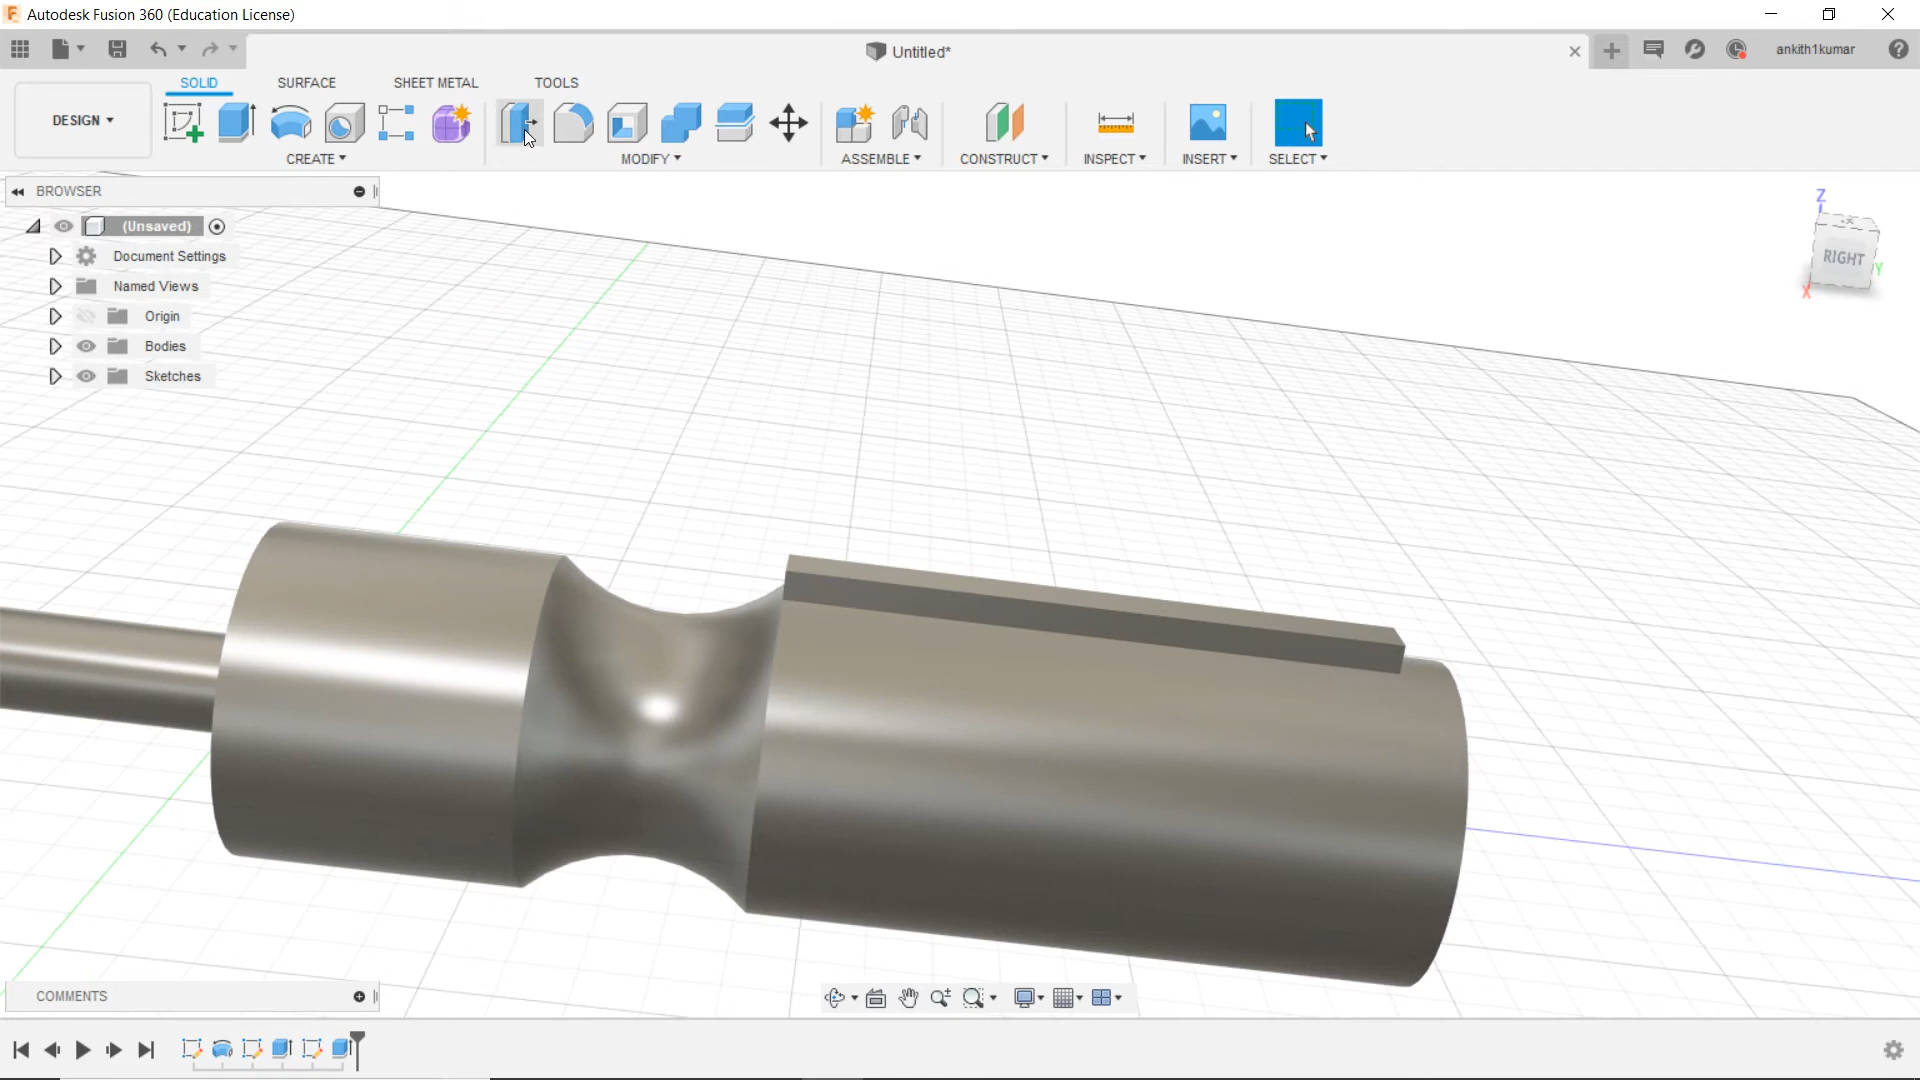 Autodesk Fusion 360 (Education License)
Untitled*
ankith1kumar
SOLID SURFACE SHEET METAL TOOLS
DESIGN
CREATE MODIFY ASSEMBLE CONSTRUCT INSPECT INSERT SELECT
BROWSER
(Unsaved)
Document Settings
Named Views
Origin
Bodies
Sketches
Z
RIGHT
Y
X
COMMENTS